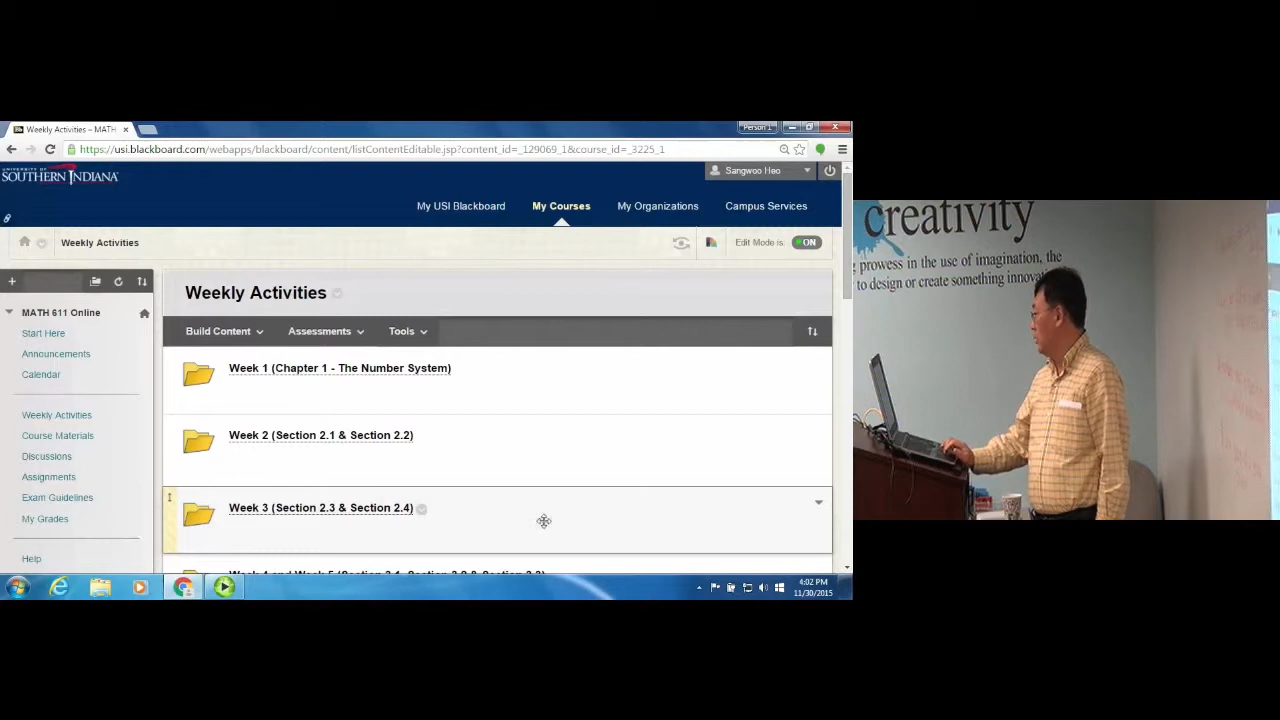 Weekly Activities – MATH
Person 1
https://usi.blackboard.com/webapps/blackboard/content/listContentEditable.jsp?content_id=_129069_1&course_id=_3225_1
UNIVERSITY OF
SOUTHERN INDIANA
Sangwoo Heo
My USI Blackboard
My Courses
My Organizations
Campus Services
Weekly Activities
Edit Mode is:
ON
Weekly Activities
MATH 611 Online
Start Here
Announcements
Calendar
Weekly Activities
Course Materials
Discussions
Assignments
Exam Guidelines
My Grades
Help
Build Content
Assessments
Tools
Week 1 (Chapter 1 - The Number System)
Week 2 (Section 2.1 & Section 2.2)
Week 3 (Section 2.3 & Section 2.4)
4:02 PM
11/30/2015
creativity
prowess in the use of imagination, the
to design or create something